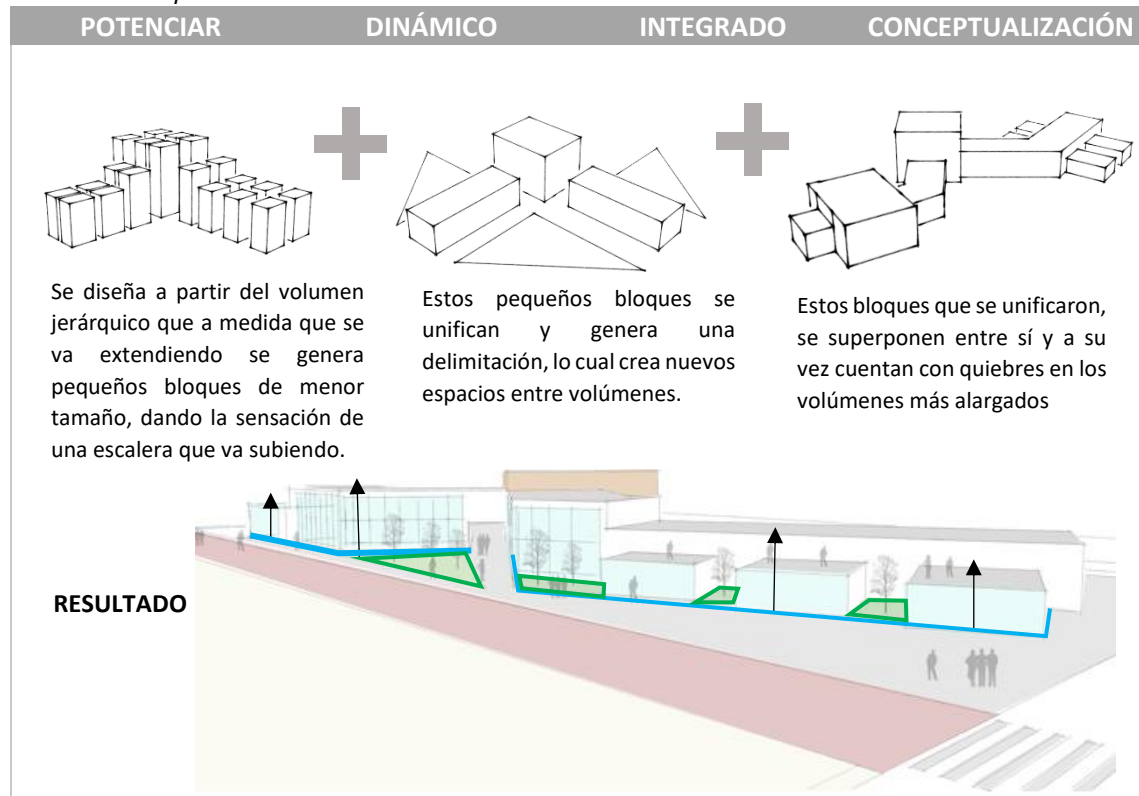 POTENCIAR DINÁMICO INTEGRADO CONCEPTUALIZACIÓN
Se diseña a partir del volumen
jerárquico que a medida que se
va extendiendo se genera
pequeños bloques de menor
tamaño, dando la sensación de
una escalera que va subiendo.
Estos pequeños bloques se
unifican y genera una
delimitación, lo cual crea nuevos
espacios entre volúmenes.
Estos bloques que se unificaron,
se superponen entre sí y a su
vez cuentan con quiebres en los
volúmenes más alargados
RESULTADO